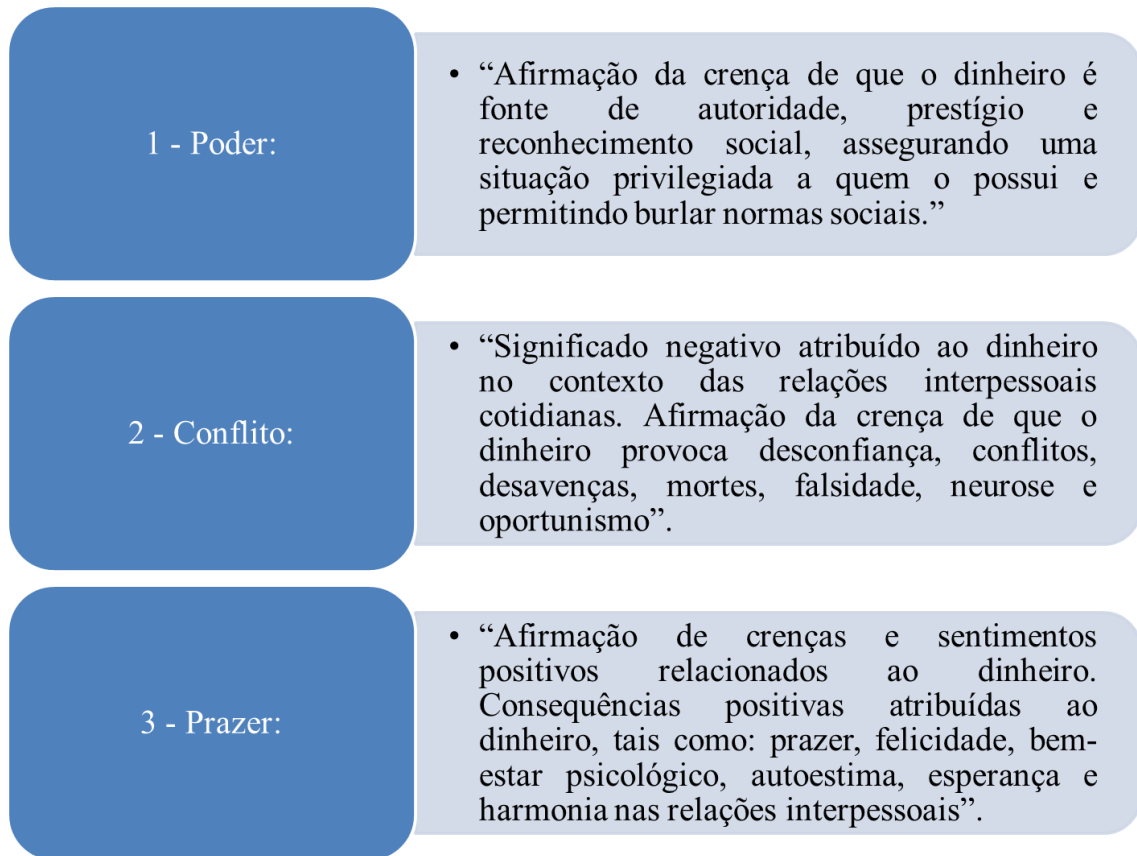 1 - Poder:
• “Afirmação da crença de que o dinheiro é
fonte de autoridade, prestígio e
reconhecimento social, assegurando uma
situação privilegiada a quem o possui e
permitindo burlar normas sociais.”
2 - Conflito:
• “Significado negativo atribuído ao dinheiro
no contexto das relações interpessoais
cotidianas. Afirmação da crença de que o
dinheiro provoca desconfiança, conflitos,
desavenças, mortes, falsidade, neurose e
oportunismo”.
3 - Prazer:
• “Afirmação de crenças e sentimentos
positivos relacionados ao dinheiro.
Consequências positivas atribuídas ao
dinheiro, tais como: prazer, felicidade, bem-
estar psicológico, autoestima, esperança e
harmonia nas relações interpessoais”.